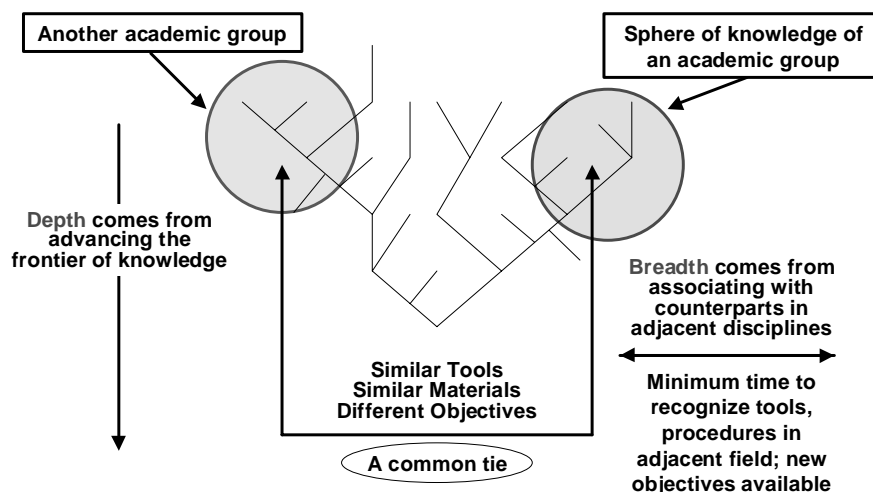 Another academic group
Sphere of knowledge of
an academic group
Depth comes from
advancing the
frontier of knowledge
Breadth comes from
associating with
counterparts in
adjacent disciplines
Similar Tools
Similar Materials
Different Objectives
Minimum time to
recognize tools,
procedures in
adjacent field; new
objectives available
A common tie